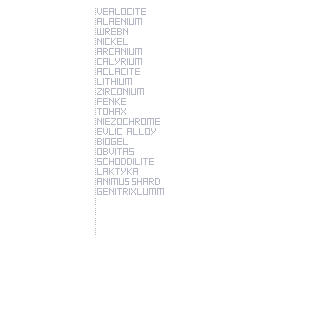 VERLOCITE
ALAENIUM
WREBN
NICKEL
ARCANIUM
CALYRIUM
ACLACITE
LITHIUM
ZIRCONIUM
FENKE
TOHAX
NIEZOCHROME
EVLIC ALLOY
BIOGEL
OBVITAS
SCHODDILITE
LAKTYKA
ANIMUS SHARD
GENITRIXLUMM